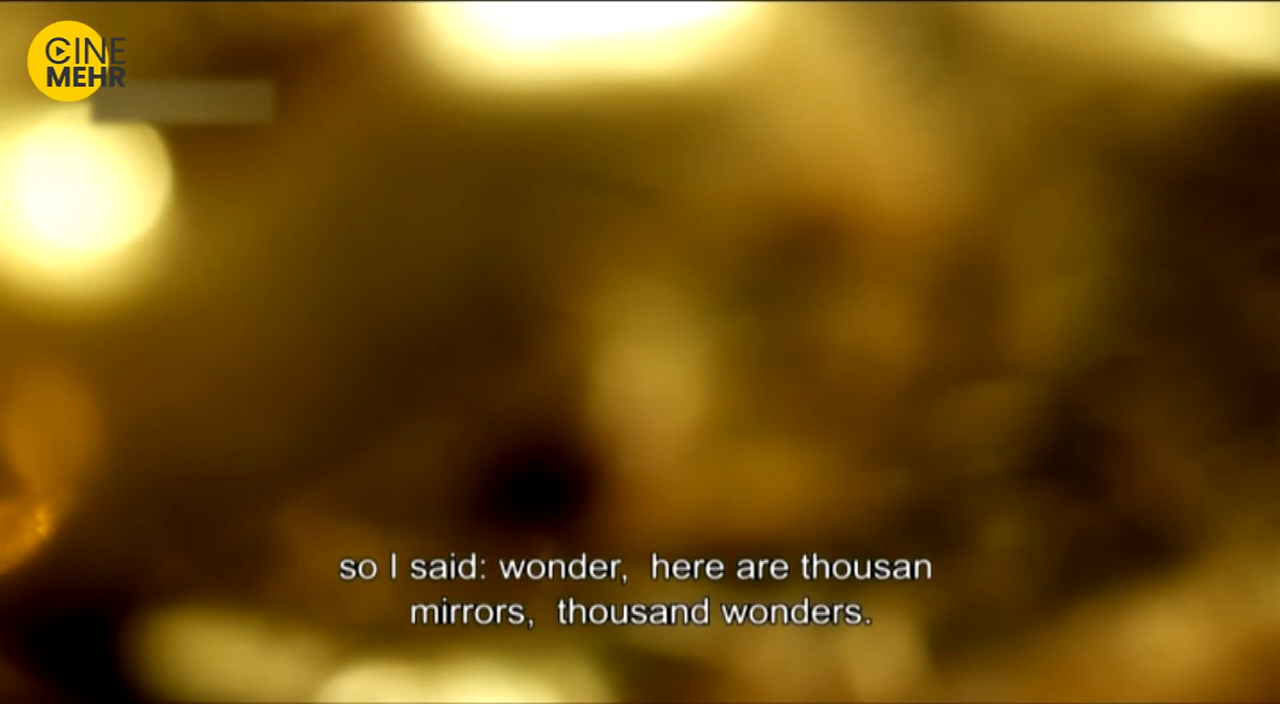 CINE
MEHR
so I said: wonder, here are thousan
mirrors, thousand wonders.